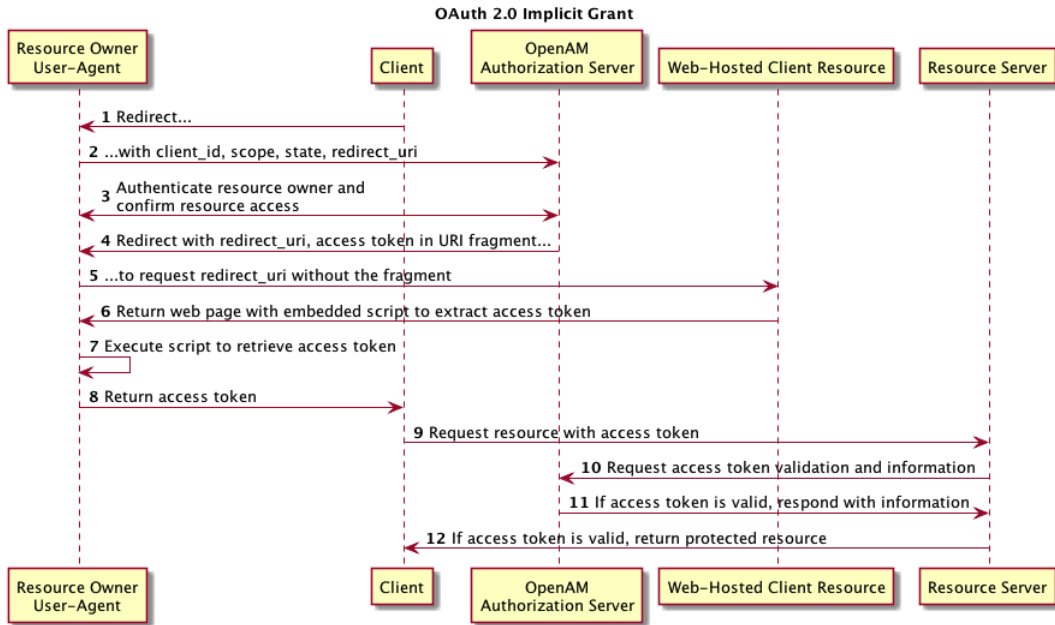 OAuth 2.0 Implicit Grant
Resource Owner
User-Agent
Client
OpenAM
Authorization Server
Web-Hosted Client Resource
Resource Server
1 Redirect...
2 ...with client_id, scope, state, redirect_uri
3 Authenticate resource owner and
confirm resource access
4 Redirect with redirect_uri, access token in URI fragment...
5 ...to request redirect_uri without the fragment
6 Return web page with embedded script to extract access token
7 Execute script to retrieve access token
8 Return access token
9 Request resource with access token
10 Request access token validation and information
11 If access token is valid, respond with information
12 If access token is valid, return protected resource
Resource Owner
User-Agent
Client
OpenAM
Authorization Server
Web-Hosted Client Resource
Resource Server